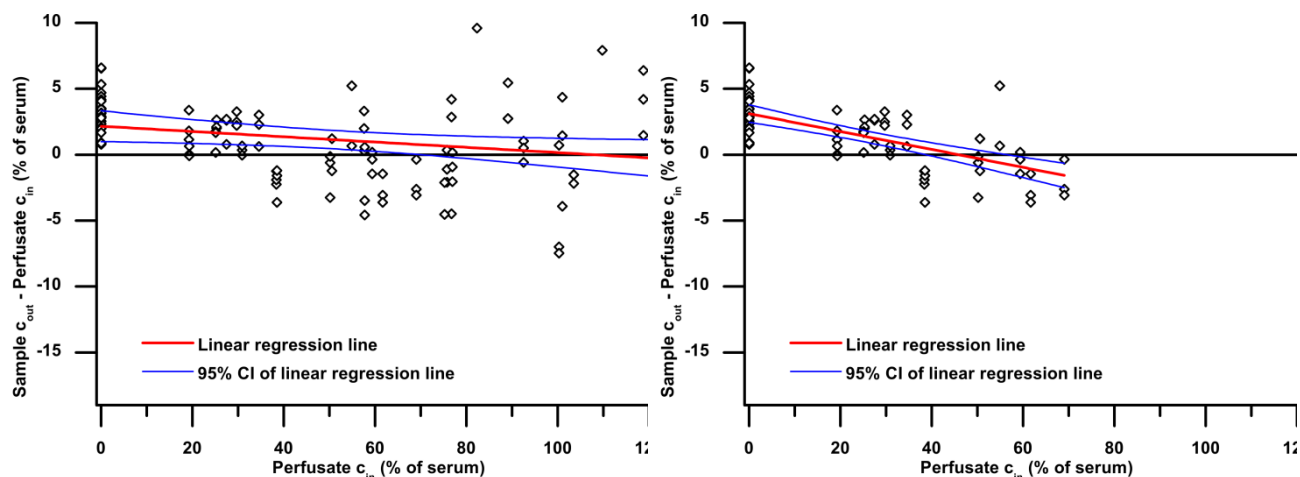 Sample c_out - Perfusate c_in (% of serum)
10
5
0
-5
-10
-15
Linear regression line
95% CI of linear regression line
0 20 40 60 80 100 12
Perfusate c_in (% of serum)
Sample c_out - Perfusate c_in (% of serum)
10
5
0
-5
-10
-15
Linear regression line
95% CI of linear regression line
0 20 40 60 80 100 12
Perfusate c_in (% of serum)